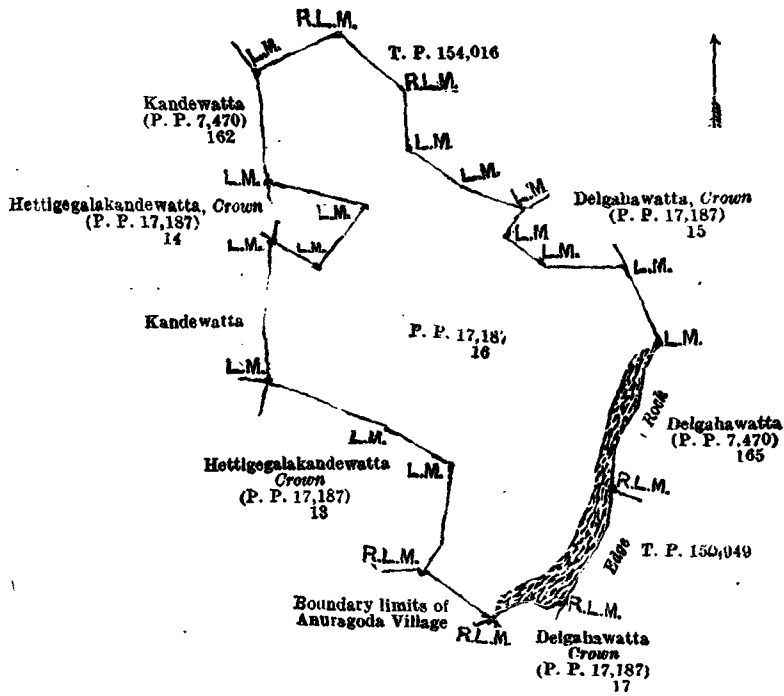 R.L.M.
L.M.
T. P. 154,016
R.L.M.
Kandewatta
(P. P. 7,470)
162
L.M.
L.M.
L.M.
L.M.
Hettigegalakandewatta, Crown
(P. P. 17,187)
14
L.M.
L.M.
L.M.
Delgahawatta, Crown
(P. P. 17,187)
15
L.M
L.M.
L.M.
Kandewatta
P. P. 17,187
16
L.M.
L.M.
Rock
Delgahawatta
(P. P. 7,470)
165
L.M.
Hettigegalakandewatta
Crown
(P. P. 17,187)
13
L.M.
R.L.M.
Edge
T. P. 150,949
R.L.M.
Boundary limits of
Anuragoda Village
R.L.M.
R.L.M.
Delgahawatta
Crown
(P. P. 17,187)
17